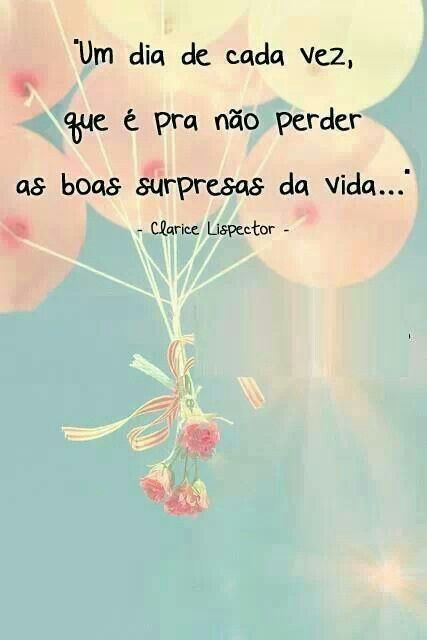 "Um dia de cada vez,
que é pra não perder
as boas surpresas da vida..."
- Clarice Lispector -